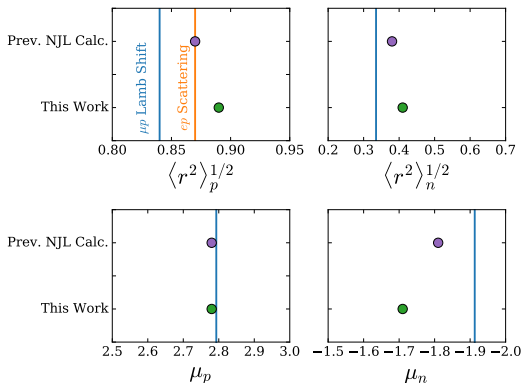 Prev. NJL Calc.
This Work
μp Lamb Shift
ep Scattering
0.80 0.85 0.90 0.95
⟨r²⟩p^1/2
0.2 0.3 0.4 0.5 0.6 0.7
⟨r²⟩n^1/2
Prev. NJL Calc.
This Work
2.5 2.6 2.7 2.8 2.9 3.0
μp
−1.5 −1.6 −1.7 −1.8 −1.9 −2.0
μn